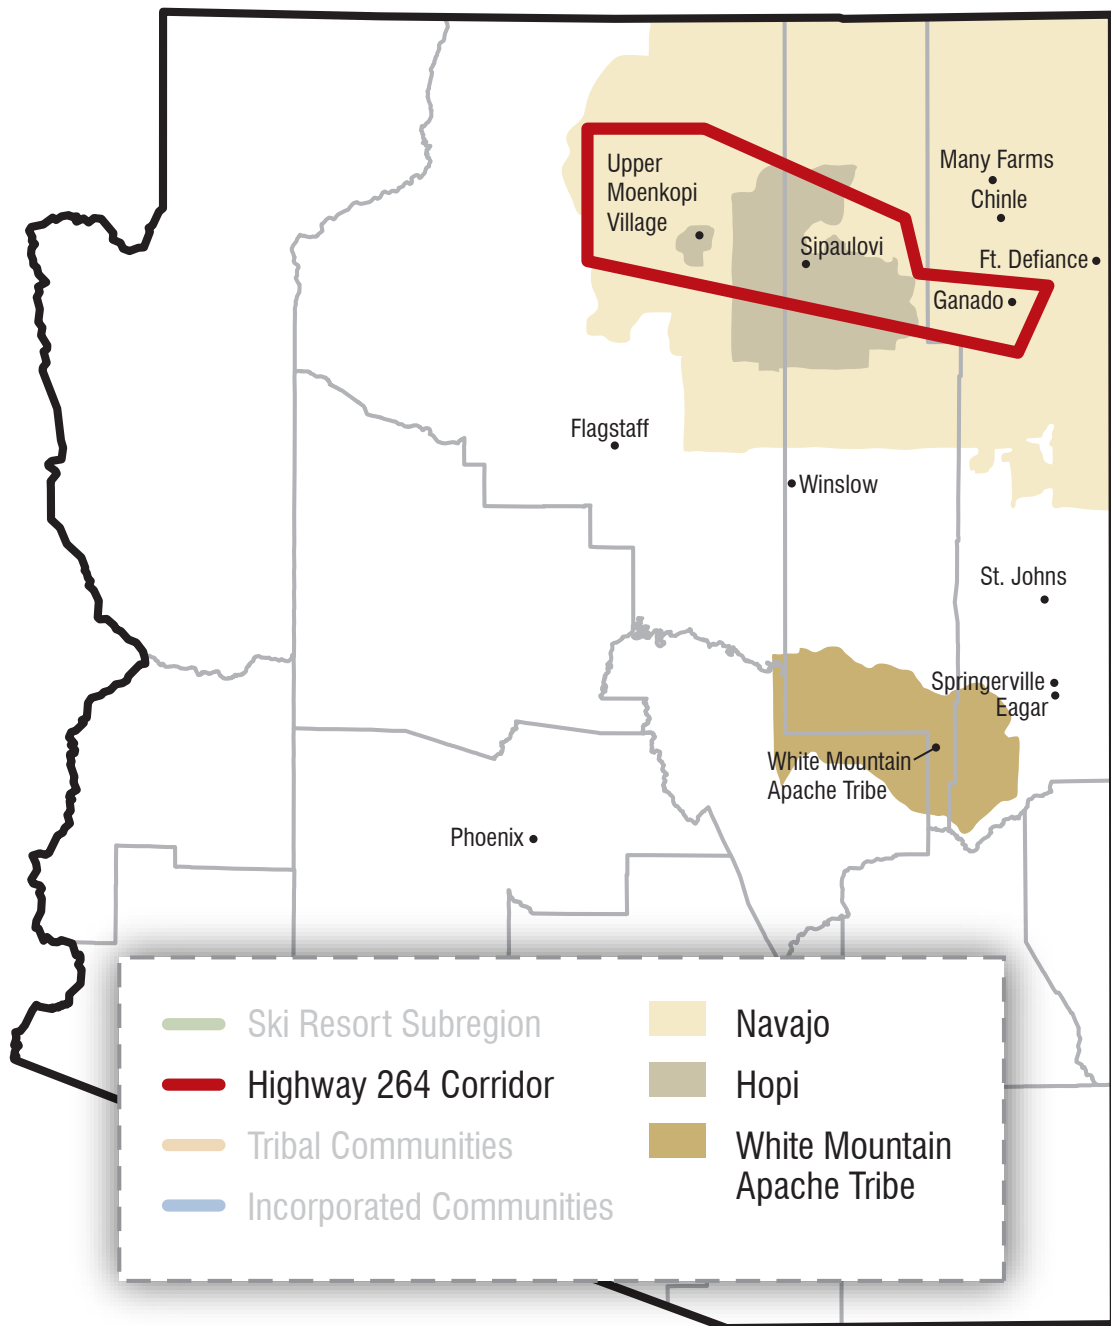 Upper
Moenkopi
Village
Many Farms
Chinle
Sipaulovi
Ft. Defiance
Ganado
Flagstaff
Winslow
St. Johns
Springerville
Eagar
White Mountain
Apache Tribe
Phoenix
Ski Resort Subregion
Highway 264 Corridor
Tribal Communities
Incorporated Communities
Navajo
Hopi
White Mountain
Apache Tribe